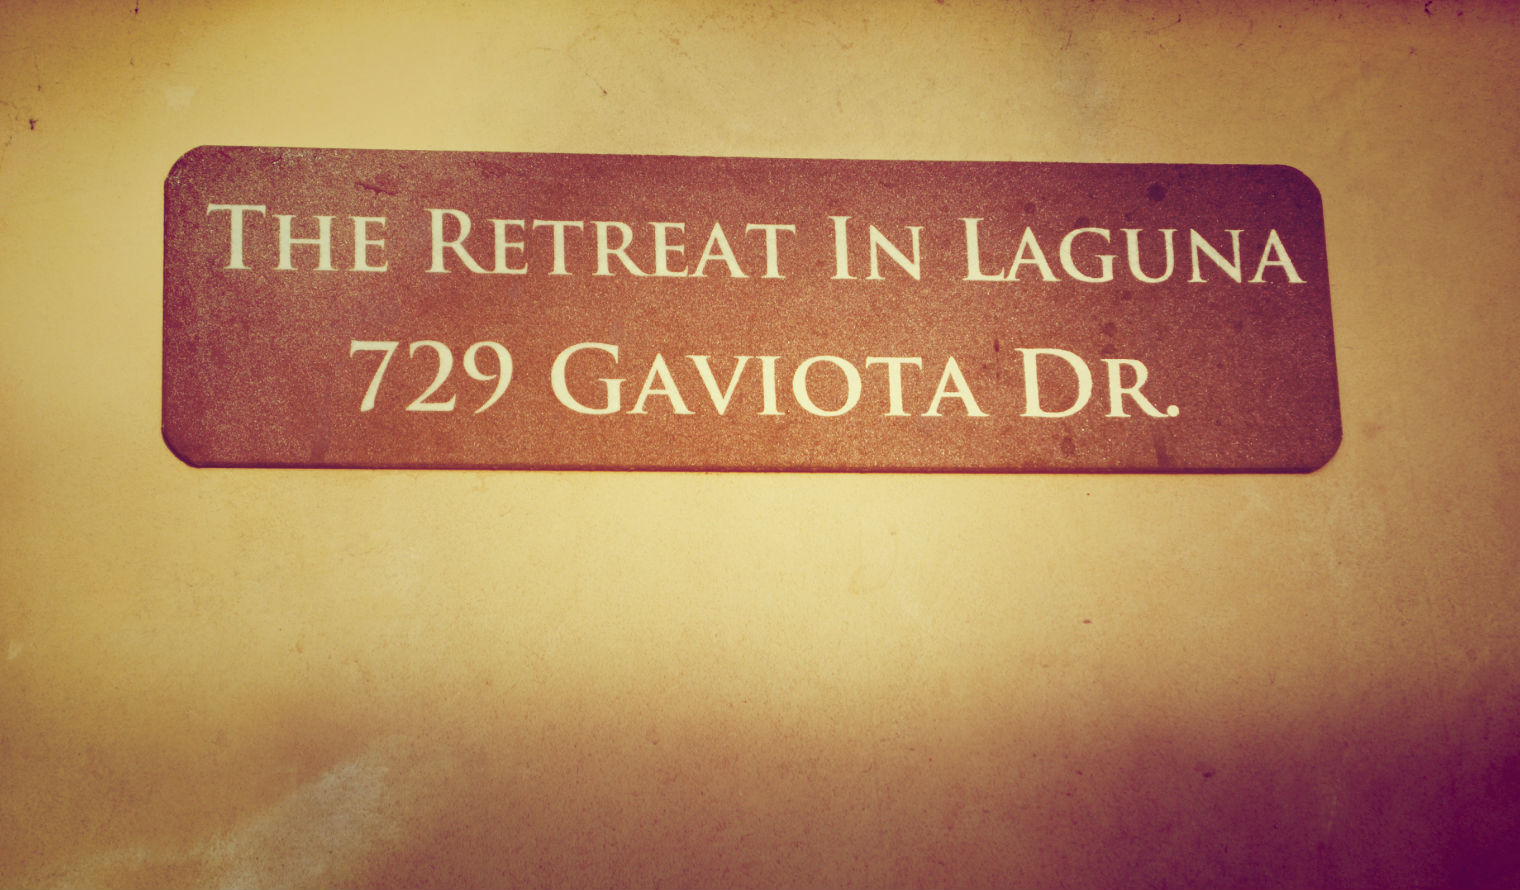 The Retreat In Laguna
729 Gaviota Dr.